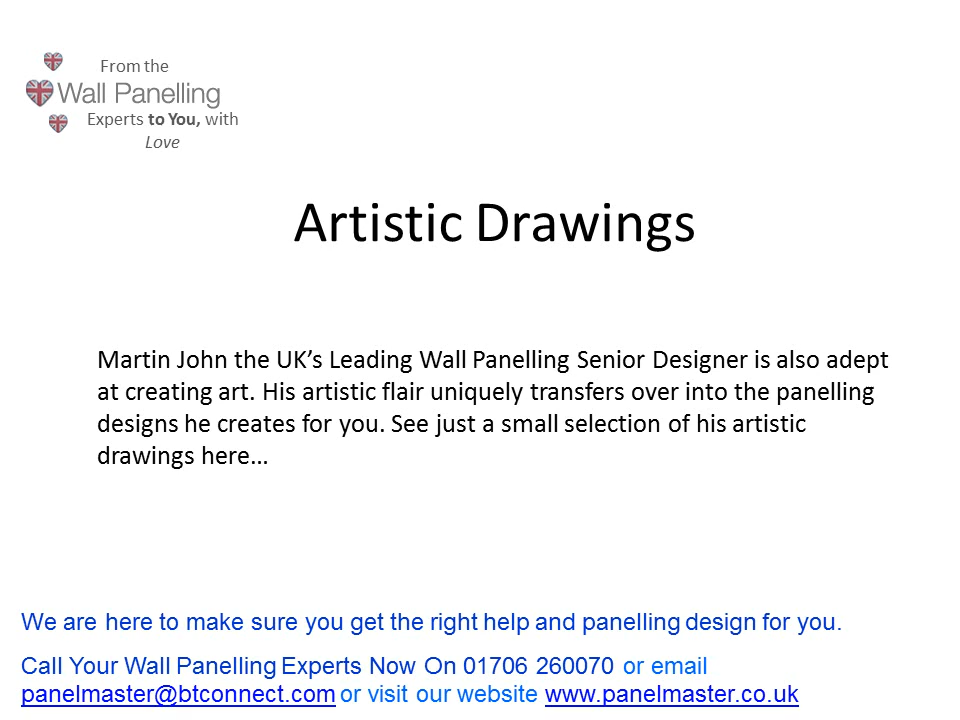 From the
Wall Panelling
Experts to You, with
Love
Artistic Drawings
Martin John the UK’s Leading Wall Panelling Senior Designer is also adept
at creating art. His artistic flair uniquely transfers over into the panelling
designs he creates for you. See just a small selection of his artistic
drawings here…
We are here to make sure you get the right help and panelling design for you.
Call Your Wall Panelling Experts Now On 01706 260070 or email
panelmaster@btconnect.com or visit our website www.panelmaster.co.uk